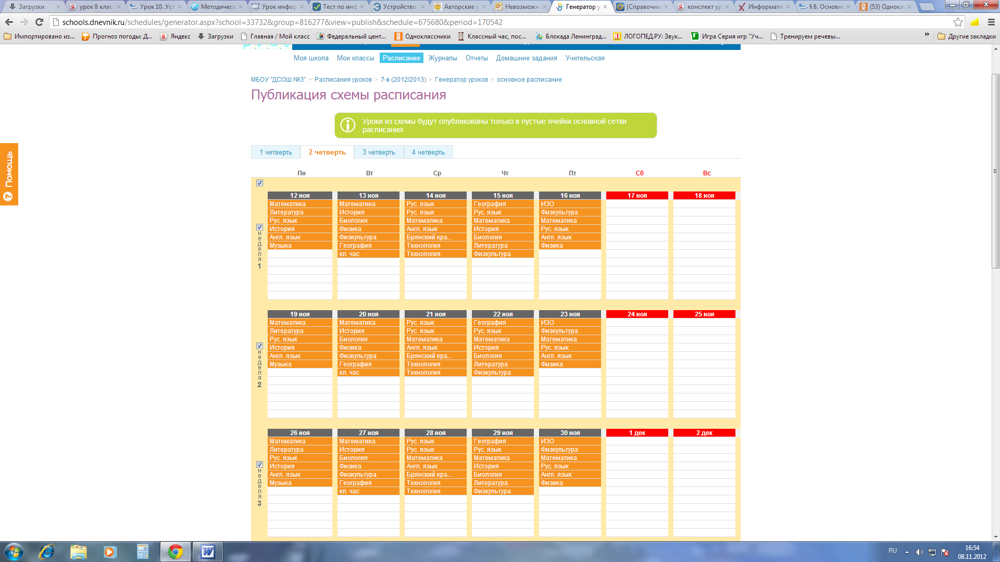 Загрузки
урок 8 клас
Урок 10. Уст
Методическ
Урок инфор
Тест по инф
Устройство
Авторские у
Невозможн
Генератор у
[Справочны
конспект ур
Информати
§ 8. Основн
(53) Однокл
schools.dnevnik.ru/schedules/generator.aspx?school=33732&group=816277&view=publish&schedule=675680&period=170542
Импортировано из...
Прогноз погоды: Д...
Яндекс
Загрузки
Главная / Мой класс
Федеральный цент...
Одноклассники
Классный час, пос...
Блокада Ленинград...
ЛОГОПЕД.РУ: Звук...
Игра Серия игр "Уч...
Тренируем речевы...
»
Другие закладки
Моя школа Мои классы Расписание Журналы Отчеты Домашние задания Учительская
МБОУ "ДСОШ №3" > Расписания уроков > 7-в (2012/2013) > Генератор уроков > основное расписание
Публикация схемы расписания
Уроки из схемы будут опубликованы только в пустые ячейки основной сетки
расписания.
Помощь
1 четверть 2 четверть 3 четверть 4 четверть
Пн Вт Ср Чт Пт Сб Вс
12 ноя 13 ноя 14 ноя 15 ноя 16 ноя 17 ноя 18 ноя
Математика Математика Рус. язык География ИЗО
Литература История Рус. язык Рус. язык Физкультура
Рус. язык Биология Математика Математика Математика
История Физика Англ. язык История Рус. язык
Англ. язык Физкультура Брянский кра... Биология Англ. язык
Музыка География Технология Литература Физика
кл. час Технология Физкультура
неделя 1
19 ноя 20 ноя 21 ноя 22 ноя 23 ноя 24 ноя 25 ноя
Математика Математика Рус. язык География ИЗО
Литература История Рус. язык Рус. язык Физкультура
Рус. язык Биология Математика Математика Математика
История Физика Англ. язык История Рус. язык
Англ. язык Физкультура Брянский кра... Биология Англ. язык
Музыка География Технология Литература Физика
кл. час Технология Физкультура
неделя 2
26 ноя 27 ноя 28 ноя 29 ноя 30 ноя 1 дек 2 дек
Математика Математика Рус. язык География ИЗО
Литература История Рус. язык Рус. язык Физкультура
Рус. язык Биология Математика Математика Математика
История Физика Англ. язык История Рус. язык
Англ. язык Физкультура Брянский кра... Биология Англ. язык
Музыка География Технология Литература Физика
кл. час Технология Физкультура
неделя 3
RU
16:54
08.11.2012